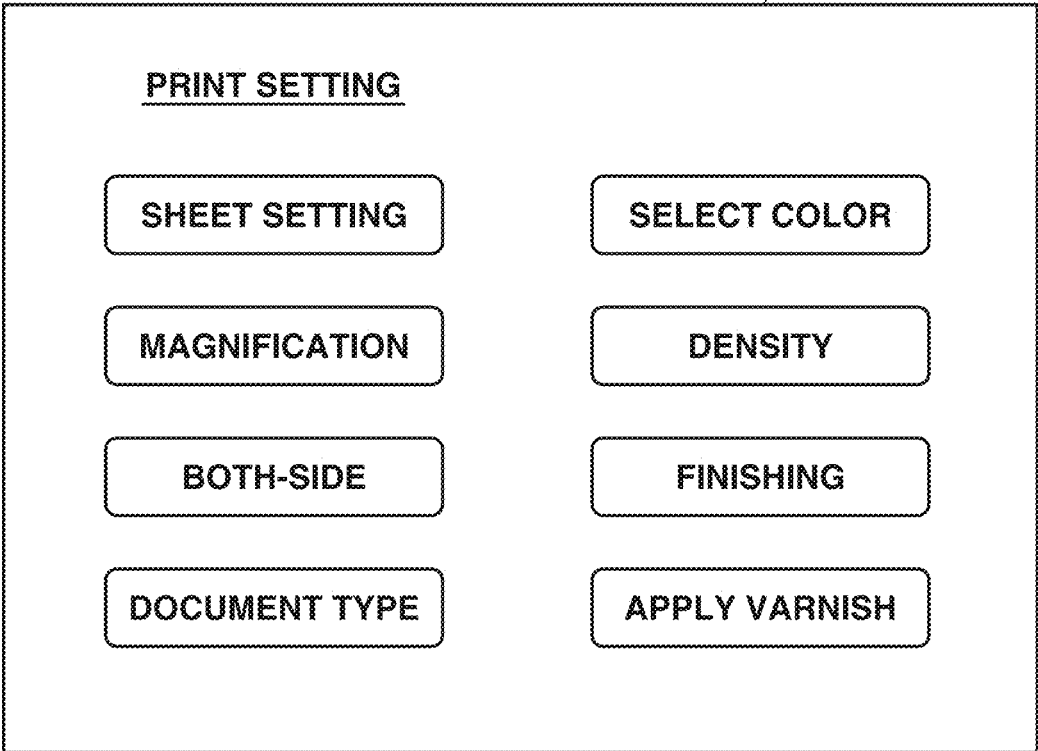 PRINT SETTING
SHEET SETTING
SELECT COLOR
MAGNIFICATION
DENSITY
BOTH-SIDE
FINISHING
DOCUMENT TYPE
APPLY VARNISH